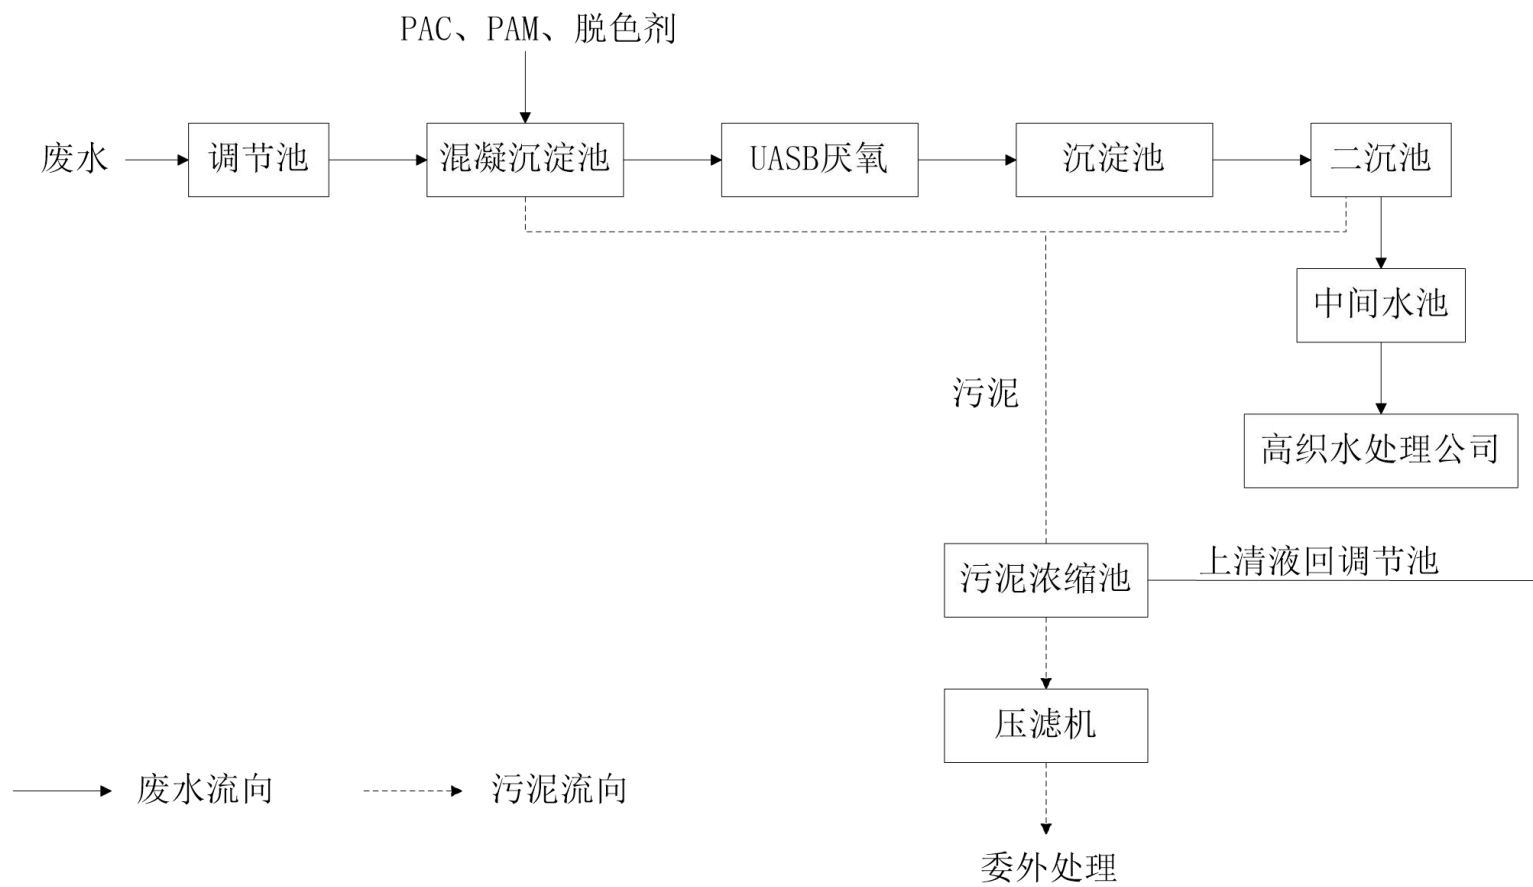 PAC、PAM、脱色剂
废水
调节池
混凝沉淀池
UASB厌氧
沉淀池
二沉池
中间水池
污泥
高织水处理公司
污泥浓缩池
上清液回调节池
压滤机
废水流向
污泥流向
委外处理